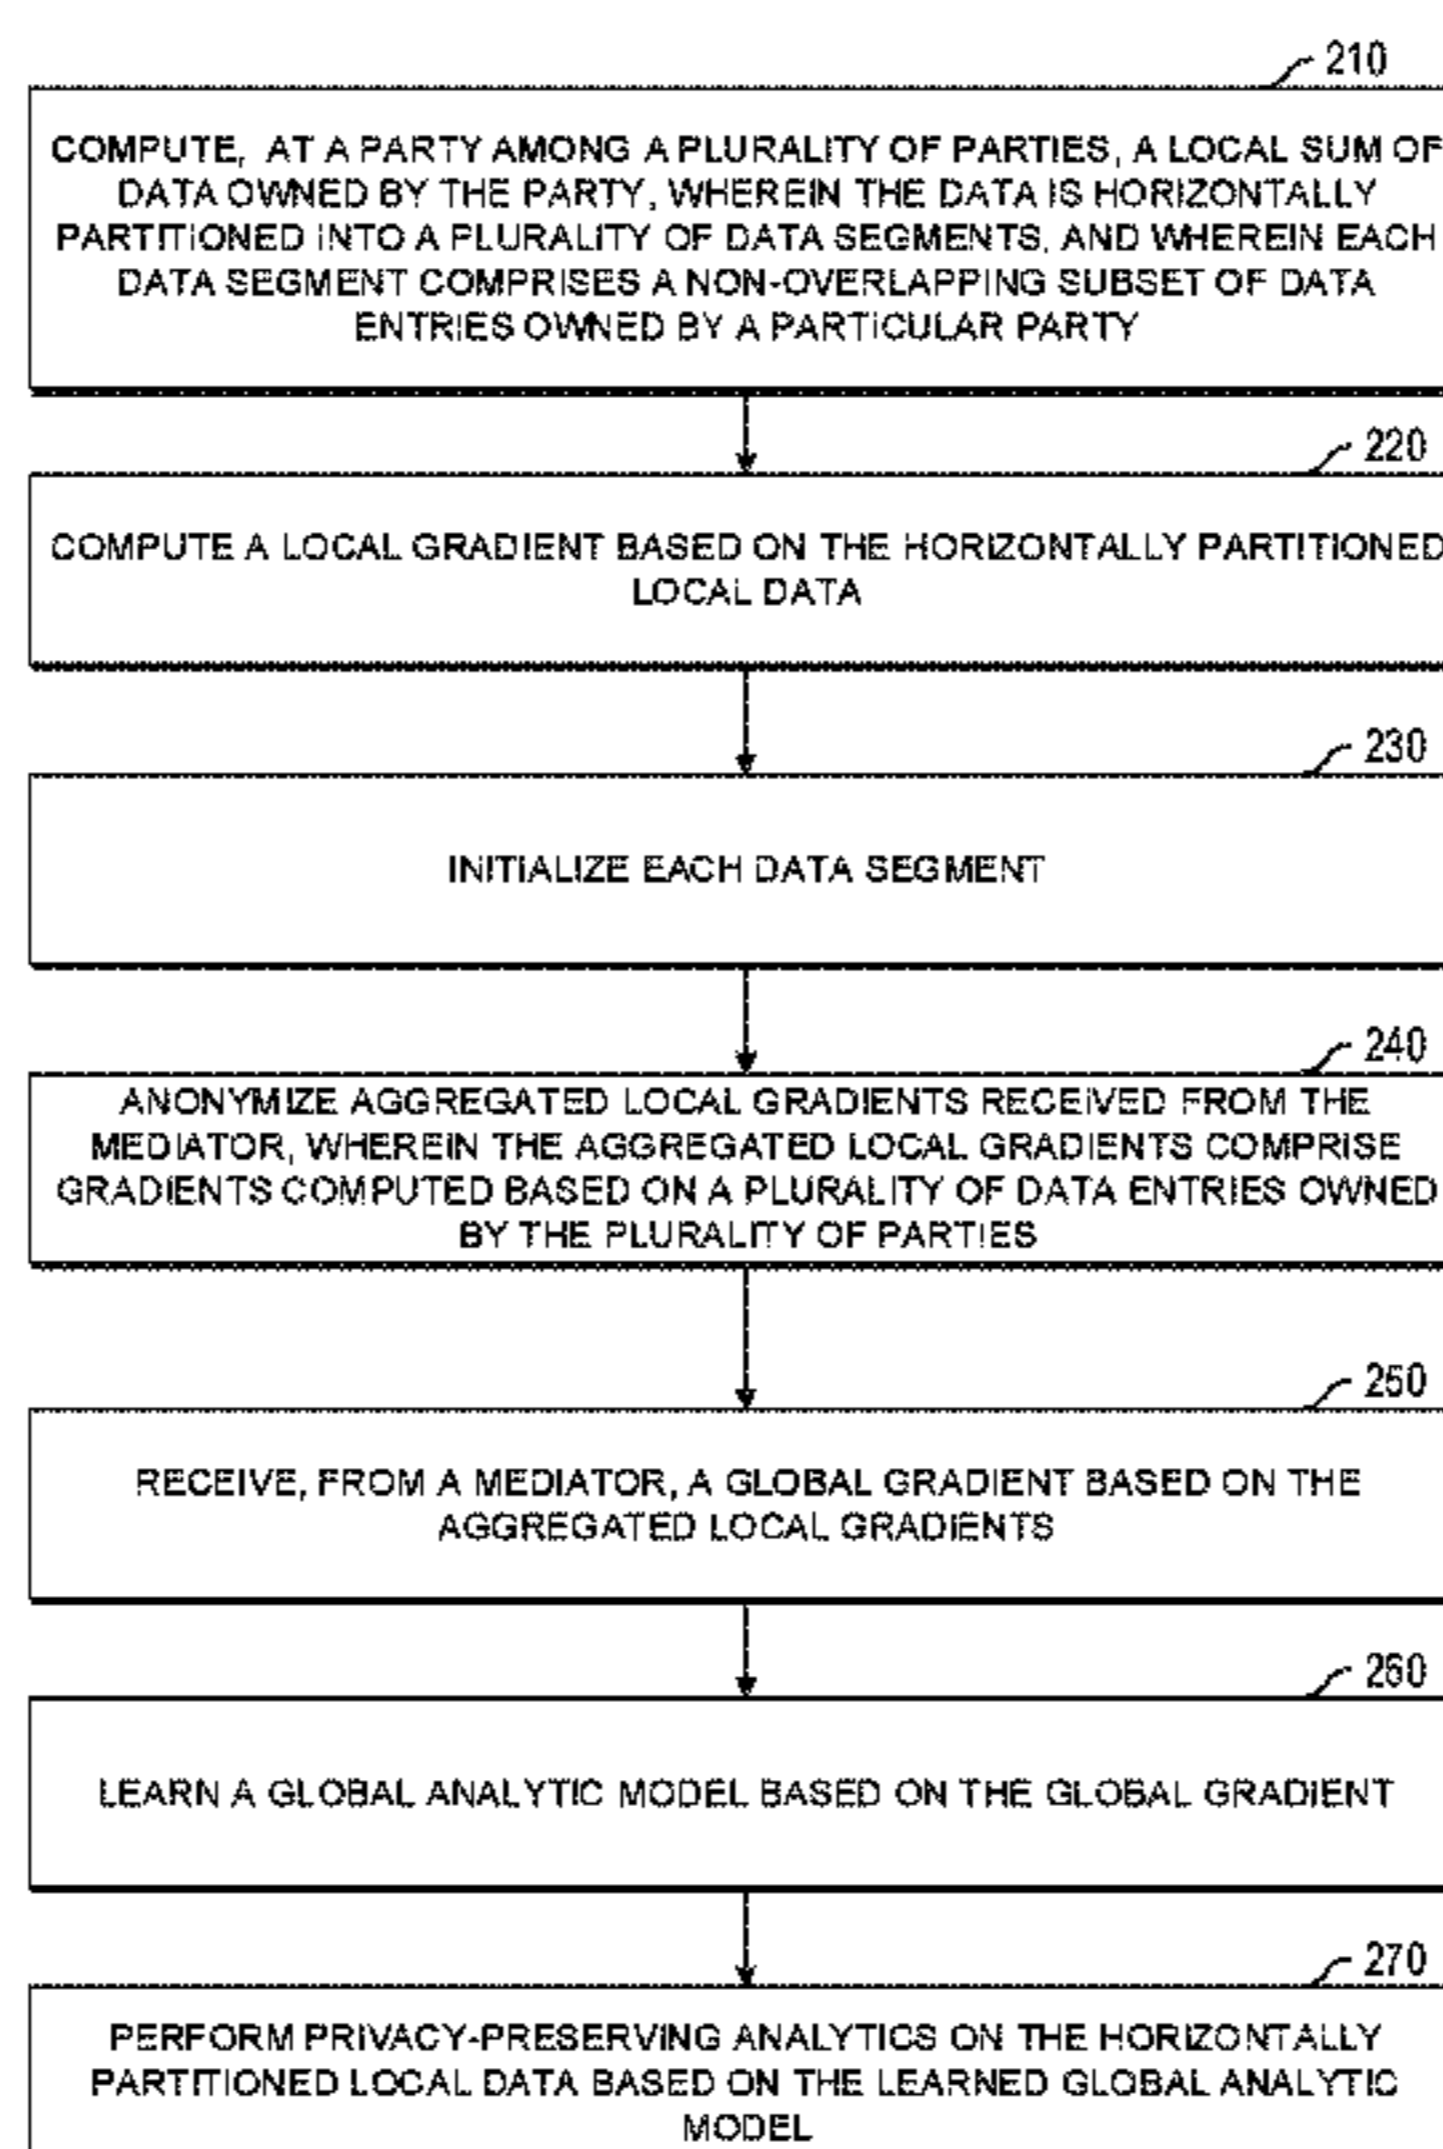 210
COMPUTE, AT A PARTY AMONG A PLURALITY OF PARTIES, A LOCAL SUM OF
DATA OWNED BY THE PARTY, WHEREIN THE DATA IS HORIZONTALLY
PARTITIONED INTO A PLURALITY OF DATA SEGMENTS, AND WHEREIN EACH
DATA SEGMENT COMPRISES A NON-OVERLAPPING SUBSET OF DATA
ENTRIES OWNED BY A PARTICULAR PARTY
220
COMPUTE A LOCAL GRADIENT BASED ON THE HORIZONTALLY PARTITIONED
LOCAL DATA
230
INITIALIZE EACH DATA SEGMENT
240
ANONYMIZE AGGREGATED LOCAL GRADIENTS RECEIVED FROM THE
MEDIATOR, WHEREIN THE AGGREGATED LOCAL GRADIENTS COMPRISE
GRADIENTS COMPUTED BASED ON A PLURALITY OF DATA ENTRIES OWNED
BY THE PLURALITY OF PARTIES
250
RECEIVE, FROM A MEDIATOR, A GLOBAL GRADIENT BASED ON THE
AGGREGATED LOCAL GRADIENTS
260
LEARN A GLOBAL ANALYTIC MODEL BASED ON THE GLOBAL GRADIENT
270
PERFORM PRIVACY-PRESERVING ANALYTICS ON THE HORIZONTALLY
PARTITIONED LOCAL DATA BASED ON THE LEARNED GLOBAL ANALYTIC
MODEL